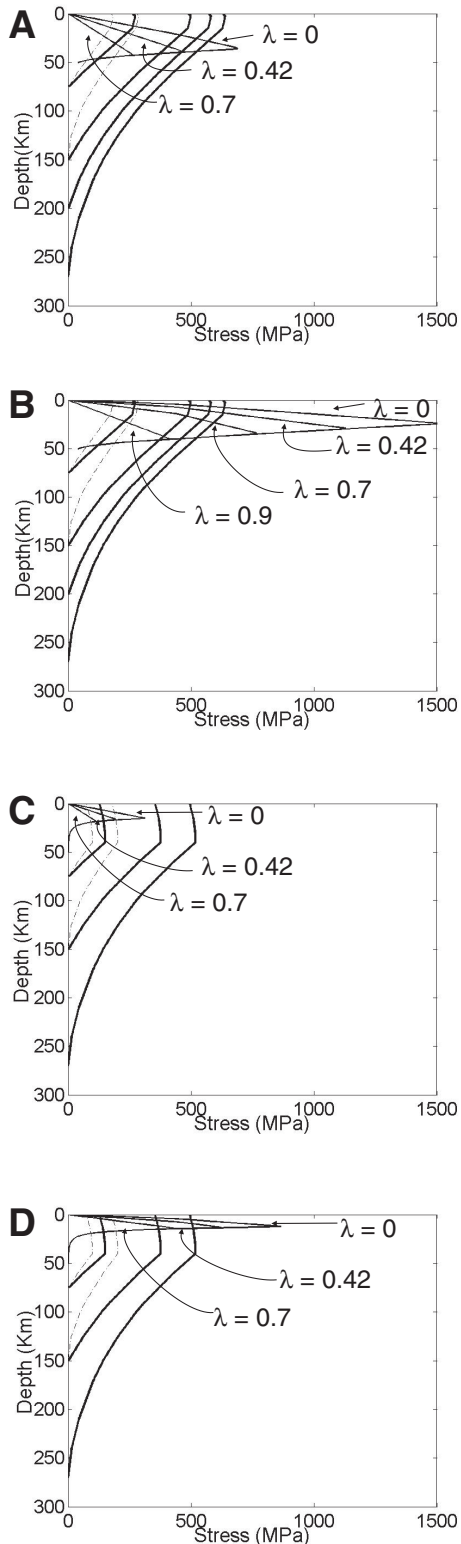 A
0
50
100
150
200
250
300
Depth(Km)
λ = 0
λ = 0.42
λ = 0.7
0 500 1000 1500
Stress (MPa)
B
0
50
100
150
200
250
300
Depth(Km)
λ = 0
λ = 0.42
λ = 0.7
λ = 0.9
0 500 1000 1500
Stress (MPa)
C
0
50
100
150
200
250
300
Depth (Km)
λ = 0
λ = 0.42
λ = 0.7
0 500 1000 1500
Stress (MPa)
D
0
50
100
150
200
250
300
Depth (Km)
λ = 0
λ = 0.42
λ = 0.7
0 500 1000 1500
Stress (MPa)